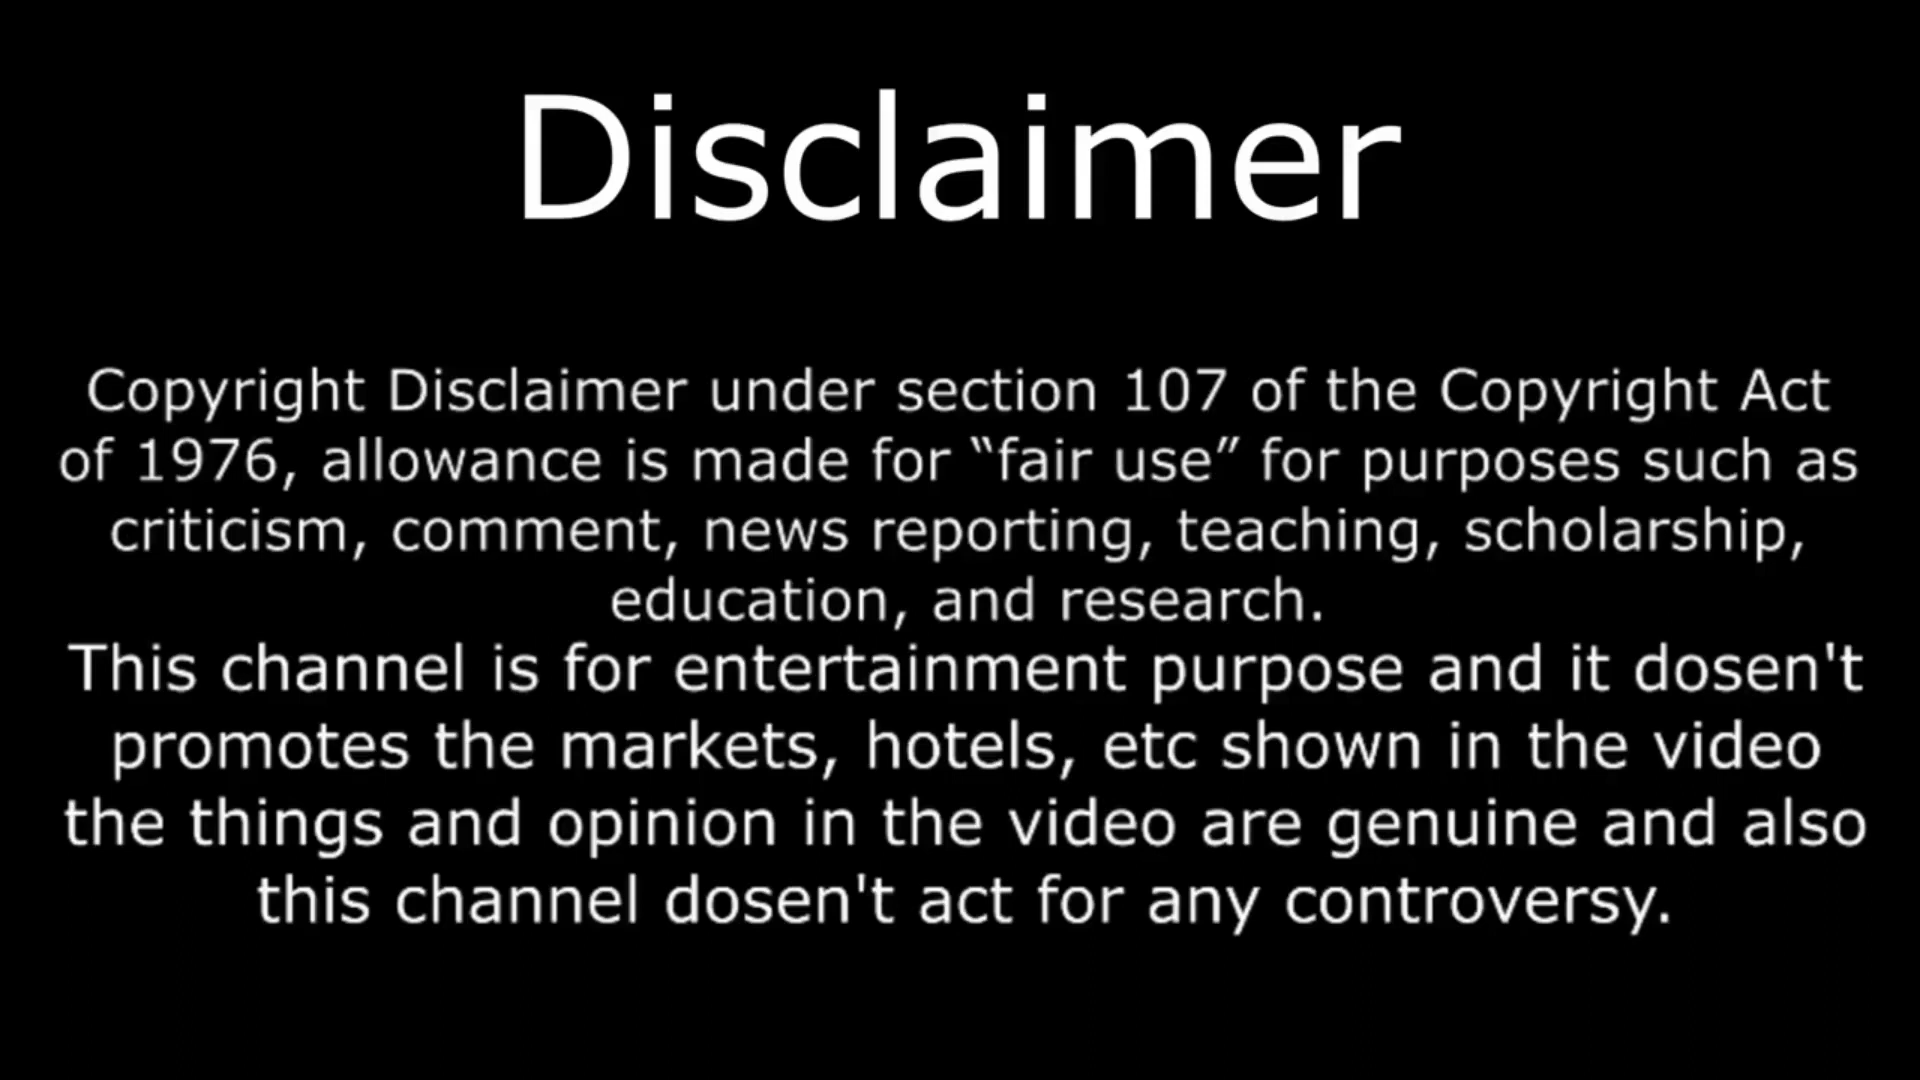 Disclaimer
Copyright Disclaimer under section 107 of the Copyright Act
of 1976, allowance is made for “fair use” for purposes such as
criticism, comment, news reporting, teaching, scholarship,
education, and research.
This channel is for entertainment purpose and it dosen't
promotes the markets, hotels, etc shown in the video
the things and opinion in the video are genuine and also
this channel dosen't act for any controversy.